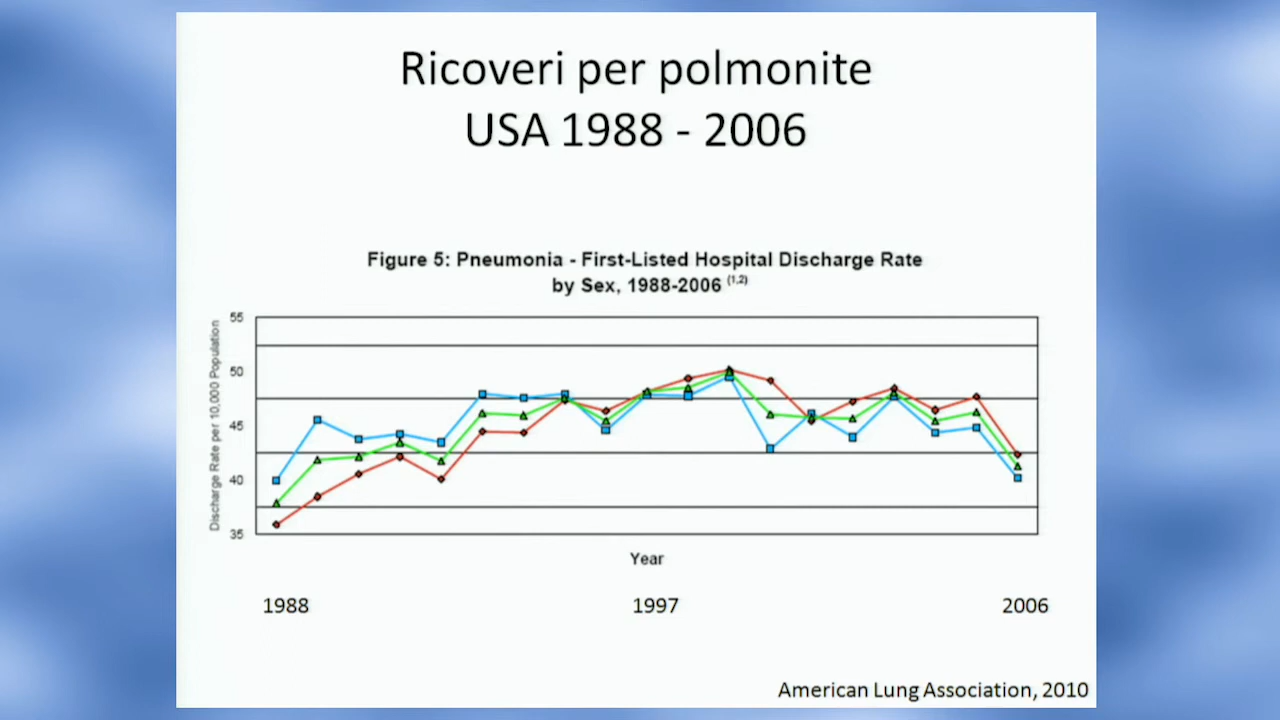 Ricoveri per polmonite
USA 1988 - 2006
Figure 5: Pneumonia - First-Listed Hospital Discharge Rate
by Sex, 1988-2006 (1,2)
Discharge Rate per 10,000 Population
55
50
45
40
35
Year
1988 1997 2006
American Lung Association, 2010